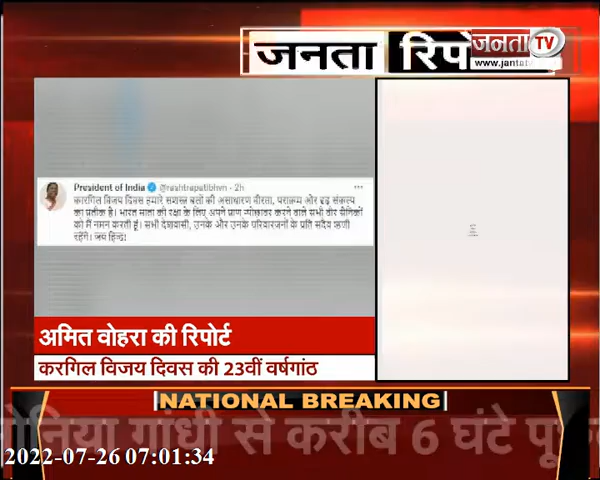 जनता रिपो
जनता TV
www.janta
President of India @rashtrapatibhvn · 2h
कारगिल विजय दिवस हमारे सशस्त्र बलों की असाधारण वीरता, पराक्रम और दृढ़ संकल्प
का प्रतीक है। भारत माता की रक्षा के लिए अपने प्राण न्योछावर करने वाले सभी वीर सैनिकों
को मैं नमन करती हूं। सभी देशवासी, उनके और उनके परिवारजनों के प्रति सदैव ऋणी
रहेंगे। जय हिन्द!
अमित वोहरा की रिपोर्ट
करगिल विजय दिवस की 23वीं वर्षगांठ
NATIONAL BREAKING
ोनिया गांधी से करीब 6 घंटे पू
2022-07-26 07:01:34